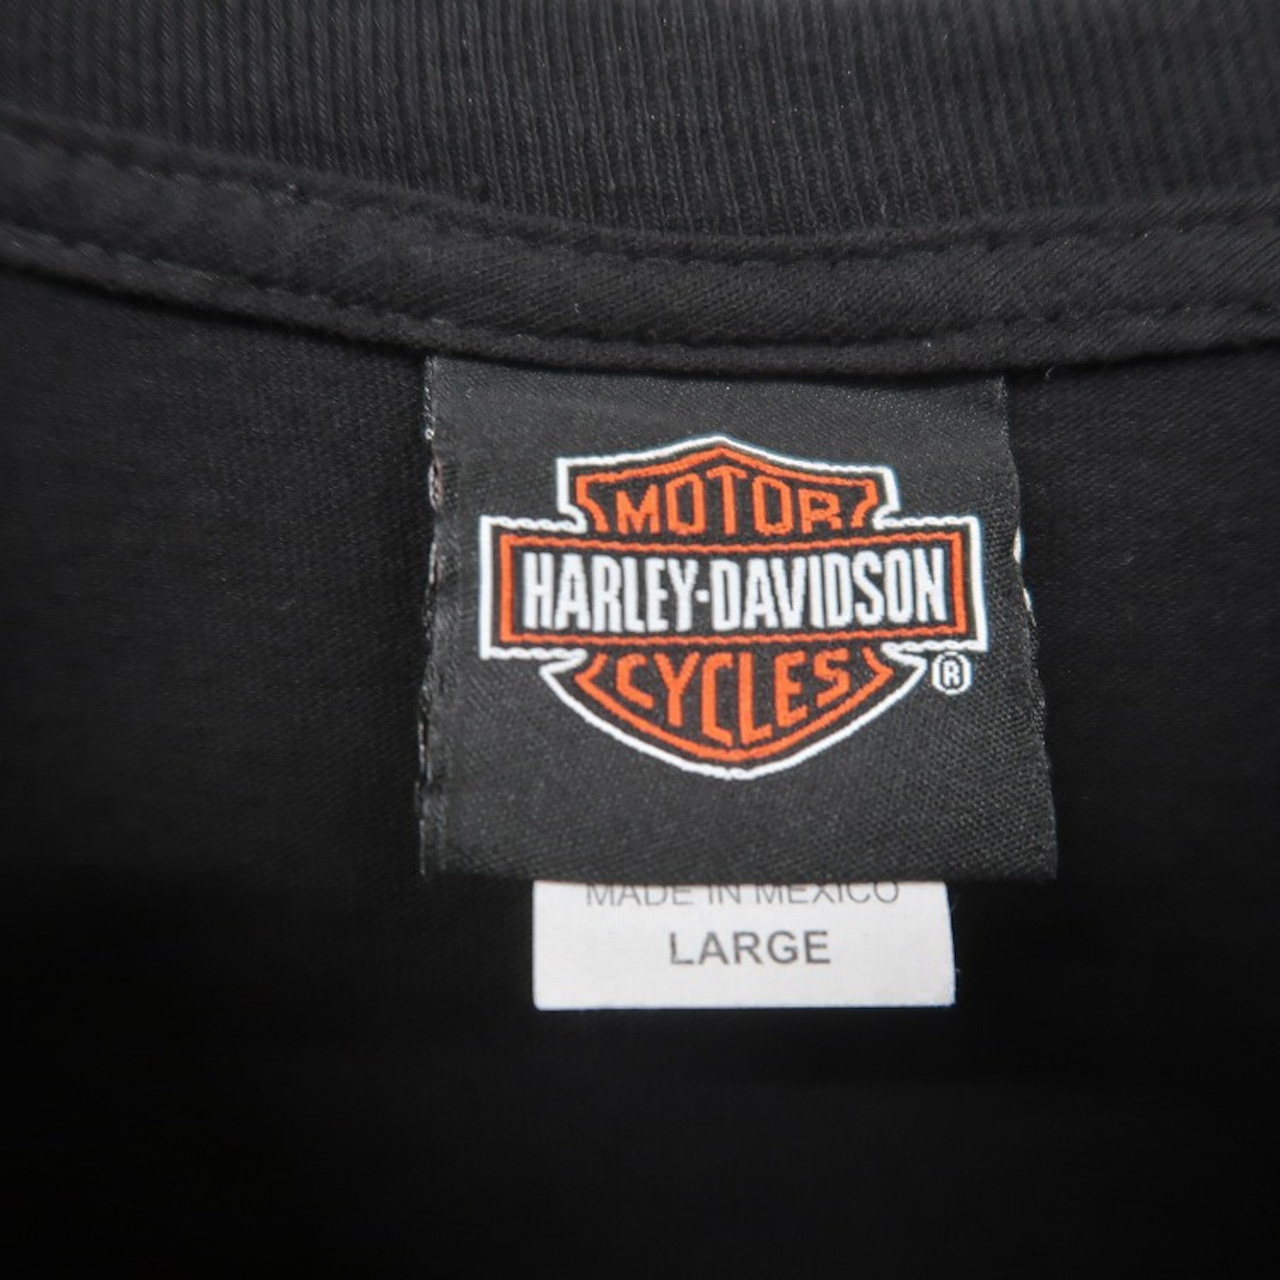 MOTOR
HARLEY-DAVIDSON
CYCLES
®
MADE IN MEXICO
LARGE